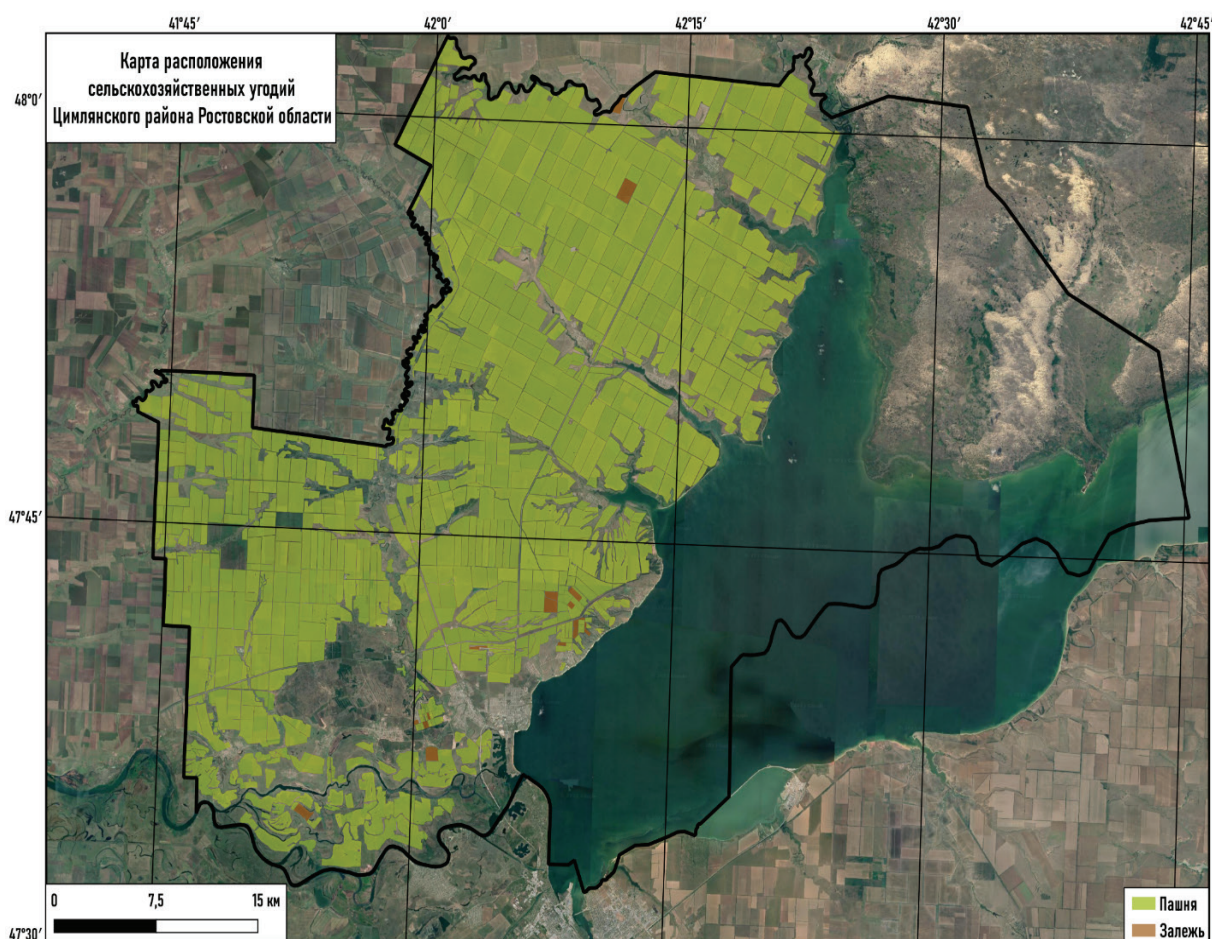 41°45′ 42°0′ 42°15′ 42°30′ 42°45′
Карта расположения
сельскохозяйственных угодий
Цимлянского района Ростовской области
48°0′
47°45′
47°30′
0 7,5 15 км
Пашня
Залежь